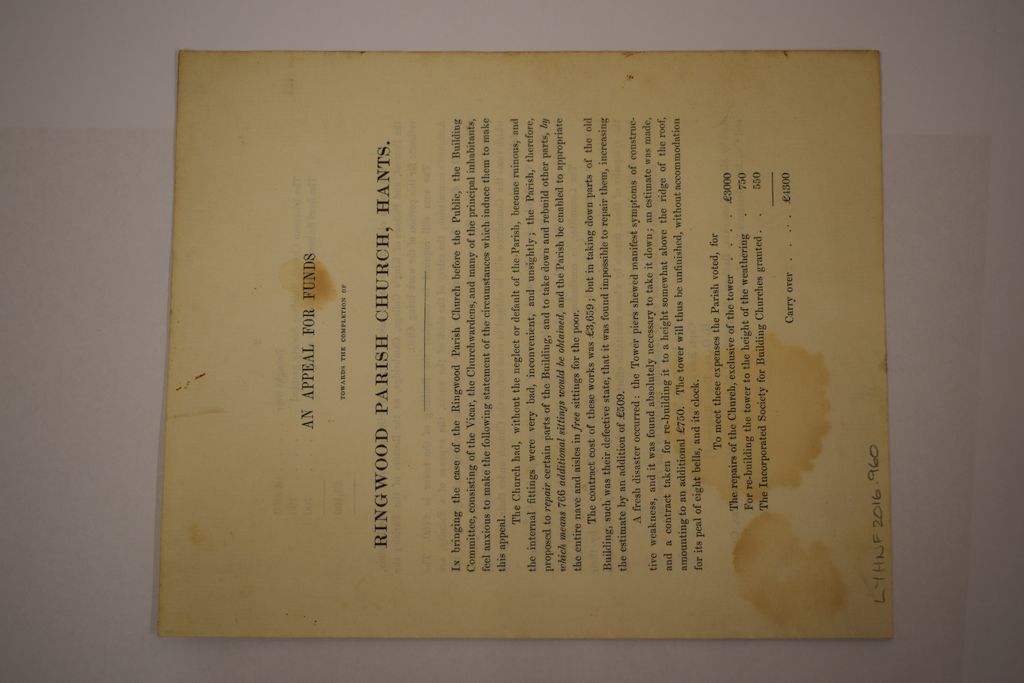 AN APPEAL FOR FUNDS
TOWARDS THE COMPLETION OF
RINGWOOD PARISH CHURCH, HANTS.
IN bringing the case of the Ringwood Parish Church before the Public, the Building
Committee, consisting of the Vicar, the Churchwardens, and many of the principal inhabitants,
feel anxious to make the following statement of the circumstances which induce them to make
this appeal.
The Church had, without the neglect or default of the Parish, become ruinous, and
the internal fittings were very bad, inconvenient, and unsightly; the Parish, therefore,
proposed to repair certain parts of the Building, and to take down and rebuild other parts, by
which means 766 additional sittings would be obtained, and the Parish be enabled to appropriate
the entire nave and aisles in free sittings for the poor.
The contract cost of these works was £3,659; but in taking down parts of the old
Building, such was their defective state, that it was found impossible to repair them, increasing
the estimate by an addition of £509.
A fresh disaster occurred: the Tower piers shewed manifest symptoms of construc-
tive weakness, and it was found absolutely necessary to take it down; an estimate was made,
and a contract taken for re-building it to a height somewhat above the ridge of the roof,
amounting to an additional £750. The tower will thus be unfinished, without accommodation
for its peal of eight bells, and its clock.
To meet these expenses the Parish voted, for
The repairs of the Church, exclusive of the tower . . . £3000
For re-building the tower to the height of the weathering . 750
The Incorporated Society for Building Churches granted . . 550
Carry over . . . . £4300
LYHNF 2016.960